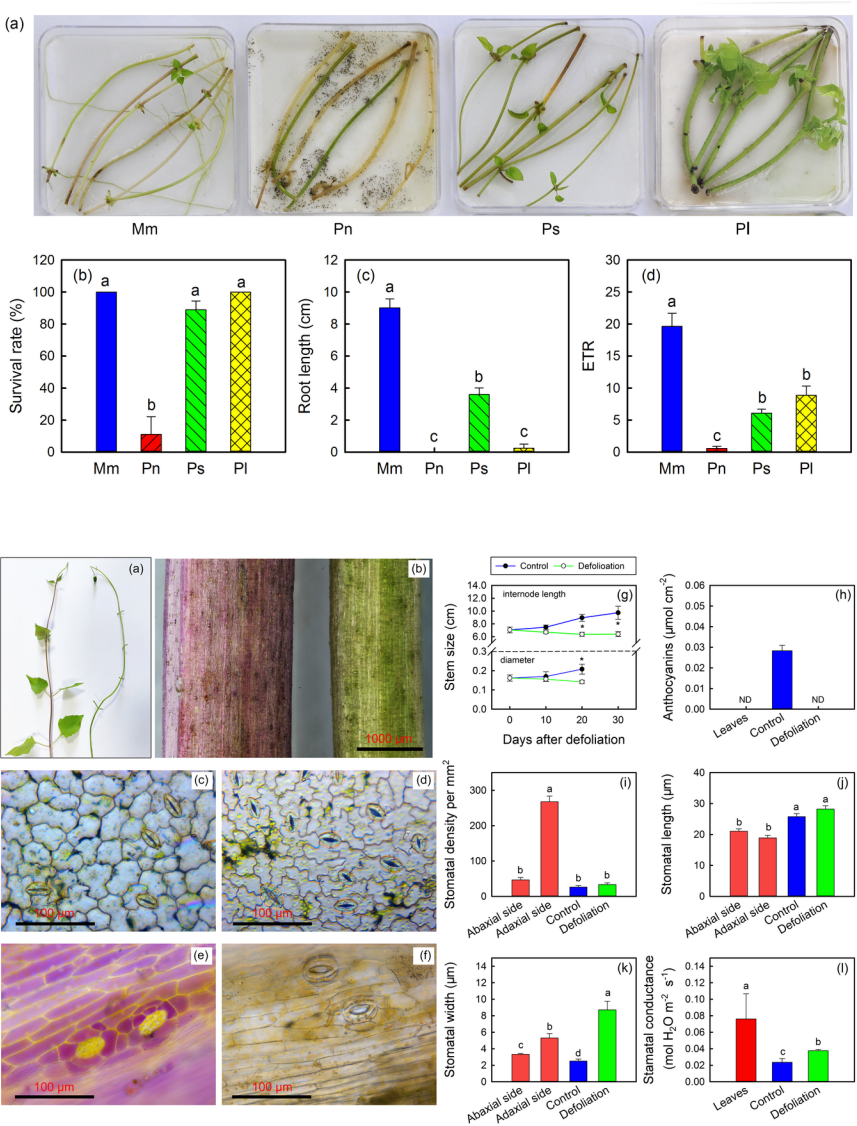 (a)
Mm Pn Ps Pl
(b)
Survival rate (%)
120
100
80
60
40
20
0
a b a a
Mm Pn Ps Pl
(c)
Root length (cm)
12
10
8
6
4
2
0
a c b c
Mm Pn Ps Pl
(d)
ETR
30
25
20
15
10
5
0
a c b b
Mm Pn Ps Pl
(a)
(b)
1000 μm
Control Defolioation
(g)
internode length
Stem size (cm)
14.0
12.0
10.0
8.0
6.0
0.3
0.2
0.1
0.0
* *
diameter
*
0 10 20 30
Days after defoliation
(h)
Anthocyanins (μmol cm-2)
0.06
0.05
0.04
0.03
0.02
0.01
0.00
ND ND
Leaves Control Defoliation
(c)
100 μm
(d)
100 μm
(i)
Stomatal density per mm2
300
200
100
0
b a b b
Abaxial side Adaxial side Control Defoliation
(j)
Stomatal length (μm)
40
30
20
10
0
b b a a
Abaxial side Adaxial side Control Defoliation
(e)
100 μm
(f)
100 μm
(k)
Stomatal width (μm)
14
12
10
8
6
4
2
0
c b d a
Abaxial side Adaxial side Control Defoliation
(l)
Stamatal conductance
(mol H2O m-2 s-1)
0.12
0.10
0.08
0.06
0.04
0.02
0.00
a c b
Leaves Control Defoliation